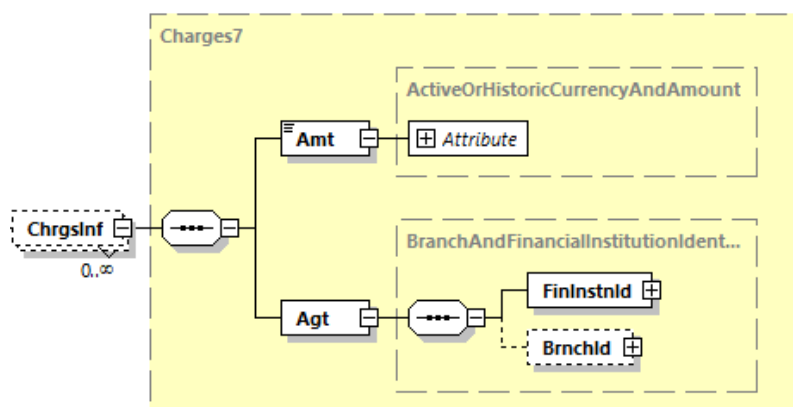 Charges7
ActiveOrHistoricCurrencyAndAmount
Amt
Attribute
ChrgsInf
0..∞
BranchAndFinancialInstitutionIdent...
FinInstnId
Agt
BrnchId